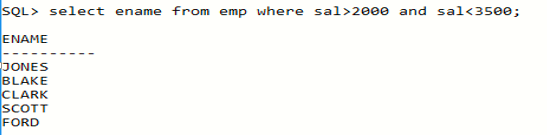 SQL> select ename from emp where sal>2000 and sal<3500;
ENAME
----------
JONES
BLAKE
CLARK
SCOTT
FORD